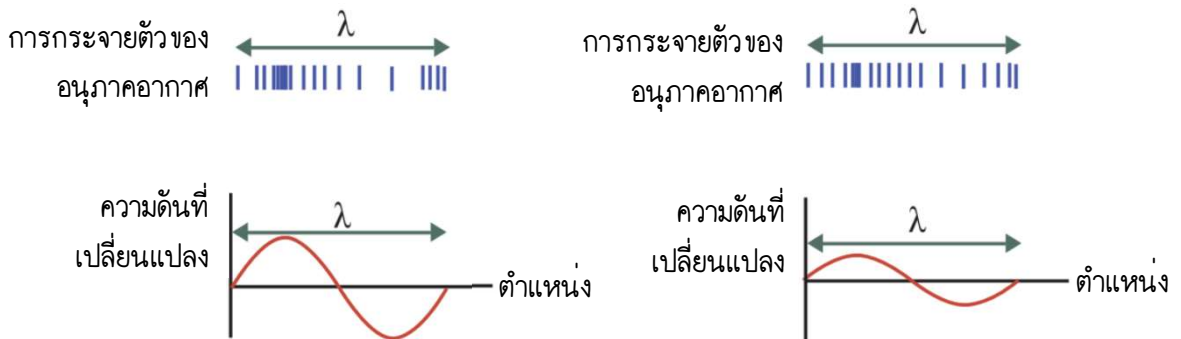 λ
การกระจายตัวของ
อนุภาคอากาศ
λ
การกระจายตัวของ
อนุภาคอากาศ
ความดันที่
เปลี่ยนแปลง
λ
ตำแหน่ง
ความดันที่
เปลี่ยนแปลง
λ
ตำแหน่ง